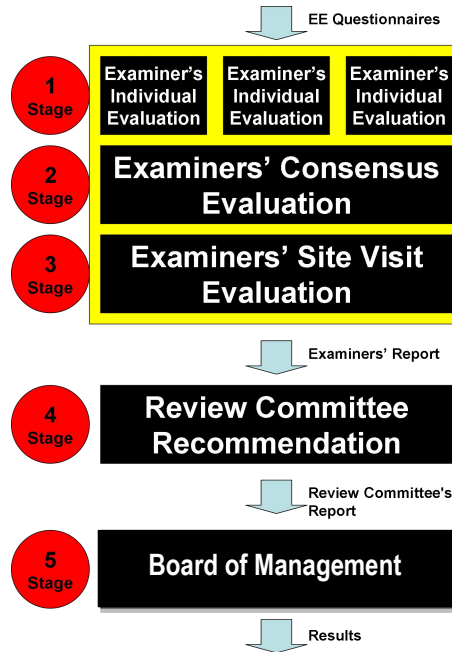 EE Questionnaires
1
Stage
Examiner's
Individual
Evaluation
Examiner's
Individual
Evaluation
Examiner's
Individual
Evaluation
2
Stage
Examiners' Consensus
Evaluation
3
Stage
Examiners' Site Visit
Evaluation
Examiners' Report
4
Stage
Review Committee
Recommendation
Review Committee's
Report
5
Stage
Board of Management
Results